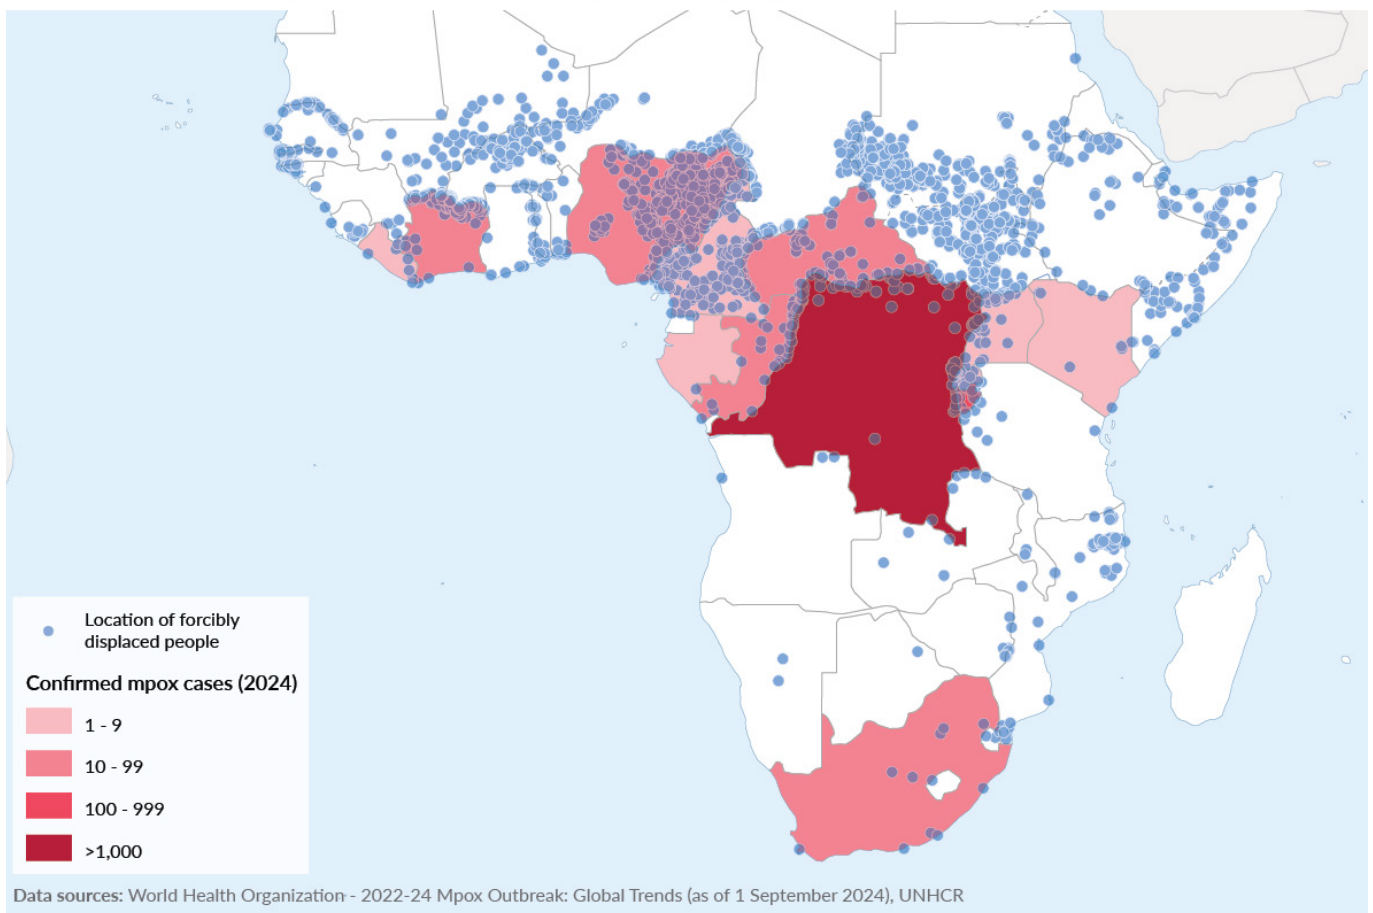 Location of forcibly
displaced people
Confirmed mpox cases (2024)
1 - 9
10 - 99
100 - 999
>1,000
Data sources: World Health Organization - 2022-24 Mpox Outbreak: Global Trends (as of 1 September 2024), UNHCR